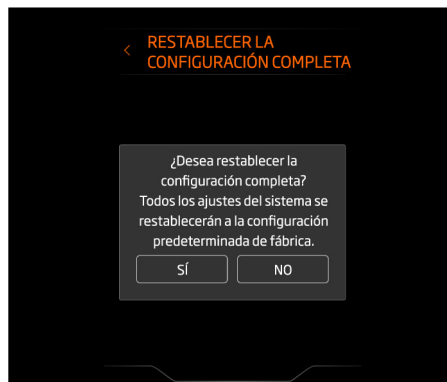 RESTABLECER LA
CONFIGURACIÓN COMPLETA
¿Desea restablecer la
configuración completa?
Todos los ajustes del sistema se
restablecerán a la configuración
predeterminada de fábrica.
SÍ
NO